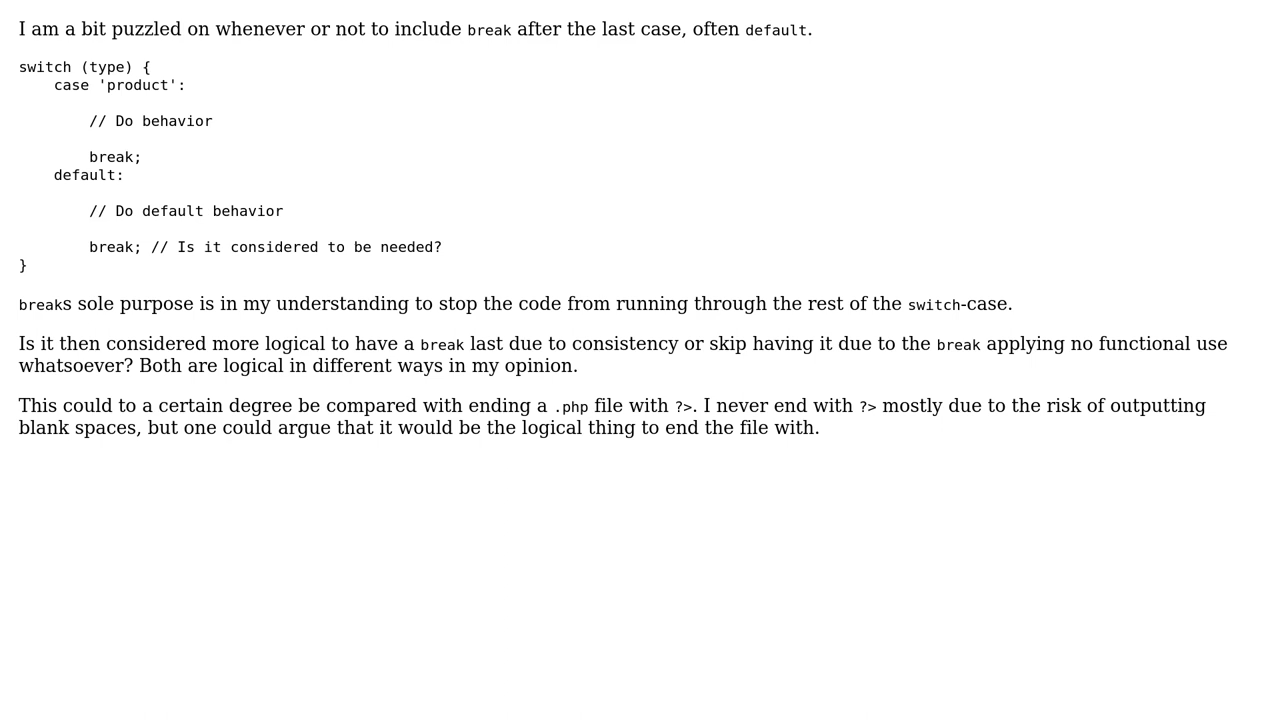 I am a bit puzzled on whenever or not to include break after the last case, often default.
switch (type) {
    case 'product':
        // Do behavior
        break;
    default:
        // Do default behavior
        break; // Is it considered to be needed?
}
breaks sole purpose is in my understanding to stop the code from running through the rest of the switch-case.
Is it then considered more logical to have a break last due to consistency or skip having it due to the break applying no functional use
whatsoever? Both are logical in different ways in my opinion.
This could to a certain degree be compared with ending a .php file with ?>. I never end with ?> mostly due to the risk of outputting
blank spaces, but one could argue that it would be the logical thing to end the file with.